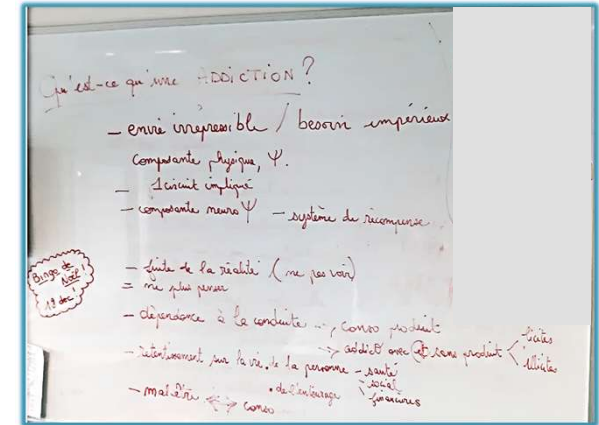 Qu'est-ce qu'une ADDICTION ?
- envie irrépressible / besoin impérieux
composante physique, Ψ.
- 1 circuit impliqué
- composante neuro Ψ - système de récompense
- fuite de la réalité (ne pas voir)
= ne plus penser
Bingo de
Noël !
19 déc !
- dépendance à la conduite → conso produit
→ addict avec et sans produit < licites
illicites
- retentissement sur la vie • de la personne - santé
social
financières
• de l'entourage
- mal être ↔ conso